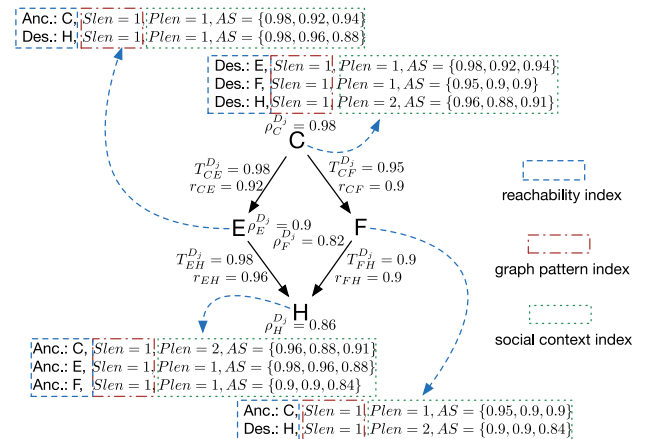 Anc.: C, Slen = 1, Plen = 1, AS = {0.98, 0.92, 0.94}
Des.: H, Slen = 1, Plen = 1, AS = {0.98, 0.96, 0.88}
Des.: E, Slen = 1, Plen = 1, AS = {0.98, 0.92, 0.94}
Des.: F, Slen = 1, Plen = 1, AS = {0.95, 0.9, 0.9}
Des.: H, Slen = 1, Plen = 2, AS = {0.96, 0.88, 0.91}
ρ_C^{D_j} = 0.98
C
T_{CE}^{D_j} = 0.98
r_{CE} = 0.92
T_{CF}^{D_j} = 0.95
r_{CF} = 0.9
reachability index
E
ρ_E^{D_j} = 0.9
ρ_F^{D_j} = 0.82
F
T_{EH}^{D_j} = 0.98
r_{EH} = 0.96
T_{FH}^{D_j} = 0.9
r_{FH} = 0.9
graph pattern index
H
ρ_H^{D_j} = 0.86
social context index
Anc.: C, Slen = 1, Plen = 2, AS = {0.96, 0.88, 0.91}
Anc.: E, Slen = 1, Plen = 1, AS = {0.98, 0.96, 0.88}
Anc.: F, Slen = 1, Plen = 1, AS = {0.9, 0.9, 0.84}
Anc.: C, Slen = 1, Plen = 1, AS = {0.95, 0.9, 0.9}
Des.: H, Slen = 1, Plen = 2, AS = {0.9, 0.9, 0.84}